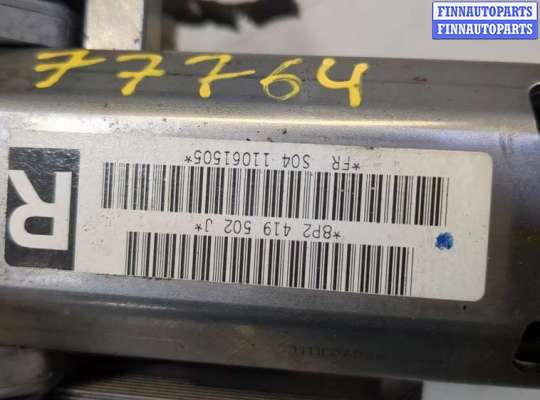 FINNAUTOPARTS
FINNAUTOPARTS
77764
*FR S04 11061505*
*8P2 419 502 J*
R